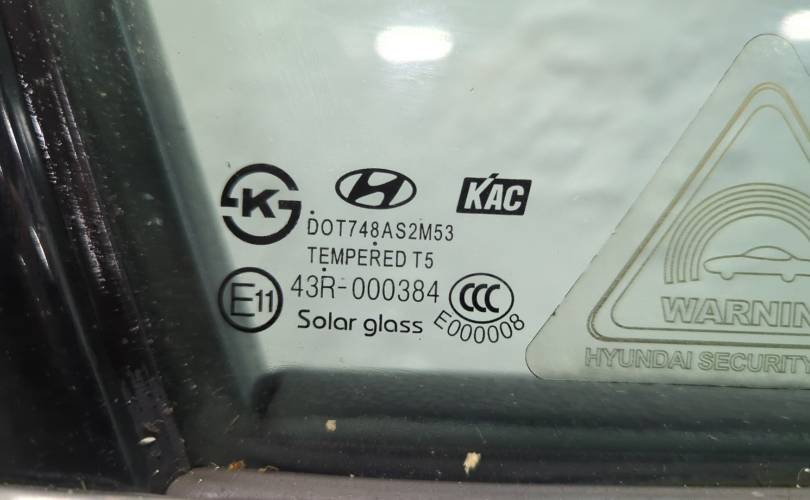 KAC
DOT748AS2M53
TEMPERED T5
E11 43R-000384 CCC
Solar glass E000008
WARNIN
HYUNDAI SECURITY